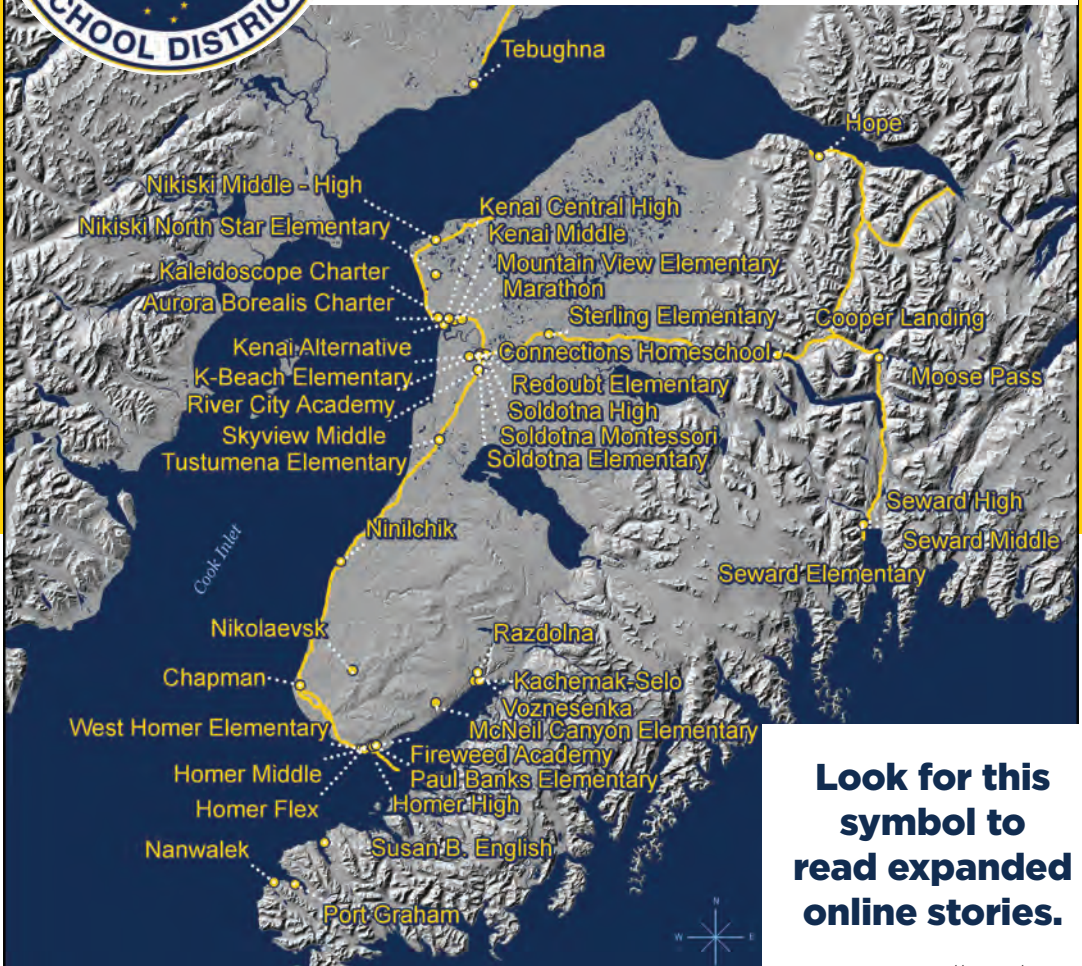 SCHOOL DISTRI
Tebughna
Hope
Nikiski Middle - High
Kenai Central High
Nikiski North Star Elementary
Kenai Middle
Mountain View Elementary
Kaleidoscope Charter
Marathon
Aurora Borealis Charter
Sterling Elementary
Cooper Landing
Kenai Alternative
Connections Homeschool
K-Beach Elementary
Redoubt Elementary
Moose Pass
River City Academy
Soldotna High
Skyview Middle
Soldotna Montessori
Tustumena Elementary
Soldotna Elementary
Seward High
Ninilchik
Seward Middle
Cook Inlet
Seward Elementary
Nikolaevsk
Razdolna
Chapman
Kachemak-Selo
Voznesenka
West Homer Elementary
McNeil Canyon Elementary
Fireweed Academy
Homer Middle
Paul Banks Elementary
Homer Flex
Homer High
Nanwalek
Susan B. English
Port Graham
N
W
E
Look for this
symbol to
read expanded
online stories.